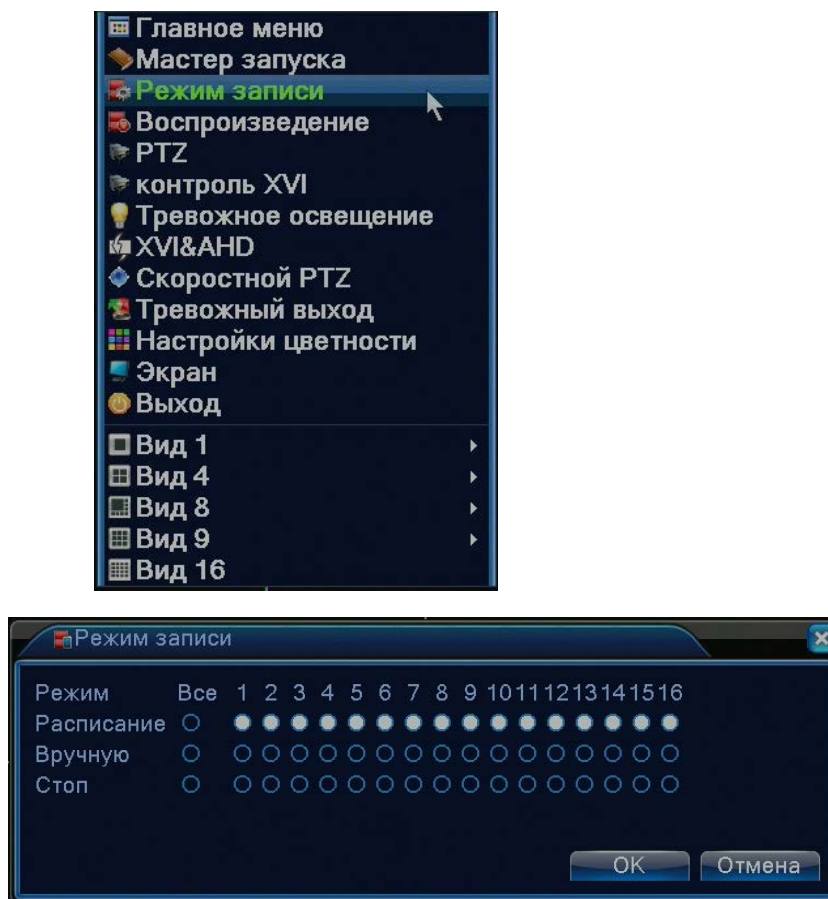 Главное меню
Мастер запуска
Режим записи
Воспроизведение
PTZ
контроль XVI
Тревожное освещение
XVI&AHD
Скоростной PTZ
Тревожный выход
Настройки цветности
Экран
Выход
Вид 1
Вид 4
Вид 8
Вид 9
Вид 16
Режим записи
Режим Все 1 2 3 4 5 6 7 8 9 10 11 12 13 14 15 16
Расписание
Вручную
Стоп
OK Отмена